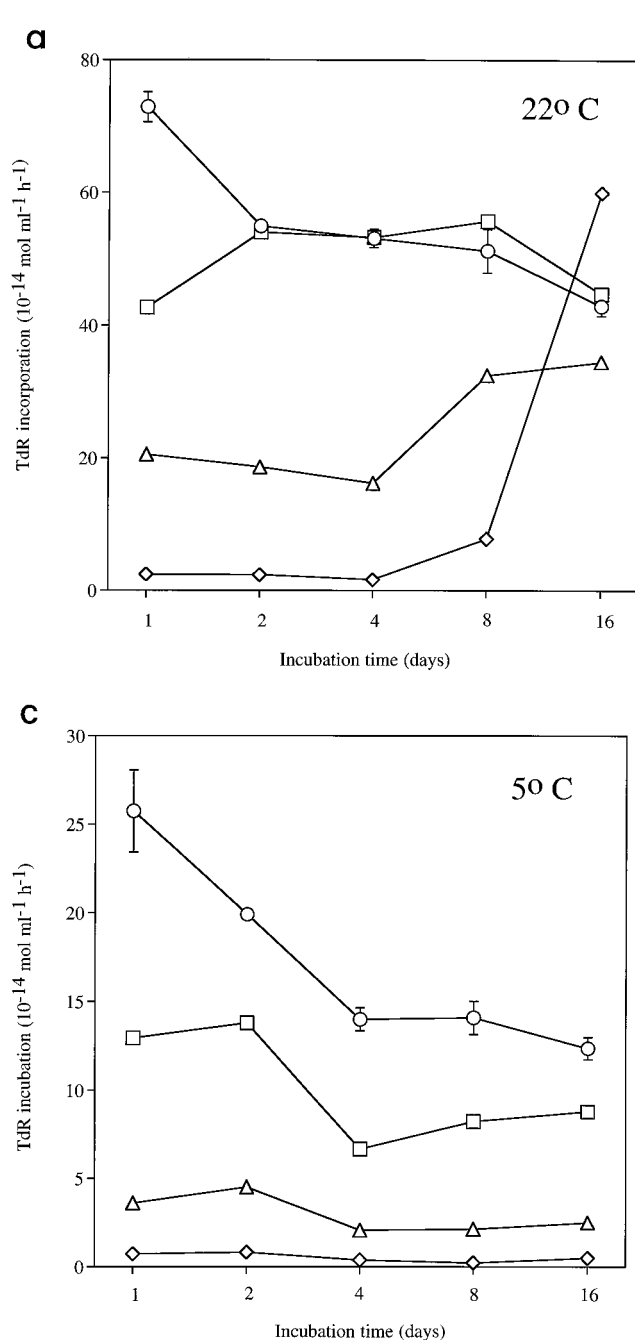 a
80
60
40
20
0
22o C
TdR incorporation (10-14 mol ml-1 h-1)
1 2 4 8 16
Incubation time (days)
c
30
25
20
15
10
5
0
5o C
TdR incubation (10-14 mol ml-1 h-1)
1 2 4 8 16
Incubation time (days)